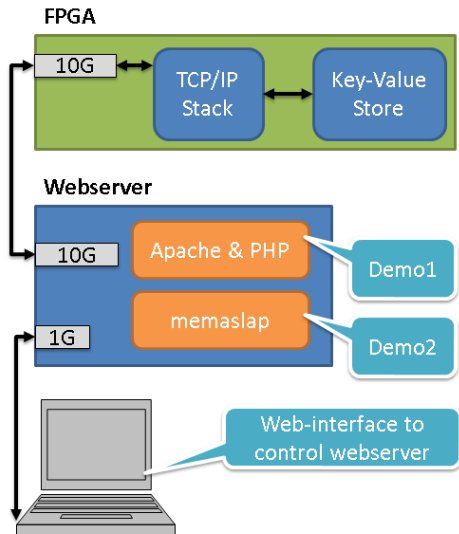 FPGA
10G
TCP/IP
Stack
Key-Value
Store
Webserver
10G
Apache & PHP
Demo1
1G
memaslap
Demo2
Web-interface to
control webserver